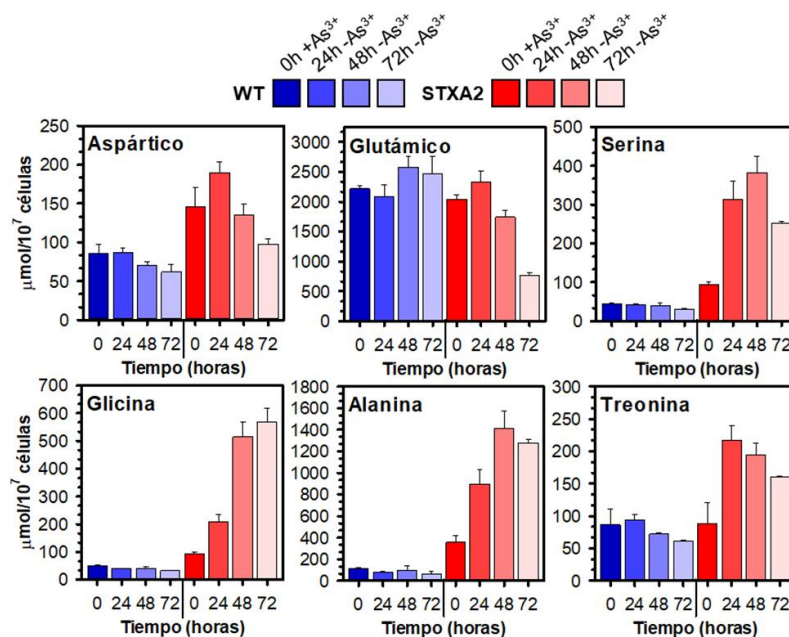 0h +As³⁺ 24h -As³⁺ 48h -As³⁺ 72h -As³⁺ 0h +As³⁺ 24h -As³⁺ 48h -As³⁺ 72h -As³⁺
WT STXA2
250 200 150 100 50 0
Aspártico
µmol/10⁷ células
0 24 48 72 0 24 48 72
Tiempo (horas)
3000 2500 2000 1500 1000 500 0
Glutámico
0 24 48 72 0 24 48 72
Tiempo (horas)
500 400 300 200 100 0
Serina
0 24 48 72 0 24 48 72
Tiempo (horas)
700 600 500 400 300 200 100 0
Glicina
µmol/10⁷ células
0 24 48 72 0 24 48 72
Tiempo (horas)
1800 1600 1400 1200 1000 800 600 400 200 0
Alanina
0 24 48 72 0 24 48 72
Tiempo (horas)
300 250 200 150 100 50 0
Treonina
0 24 48 72 0 24 48 72
Tiempo (horas)